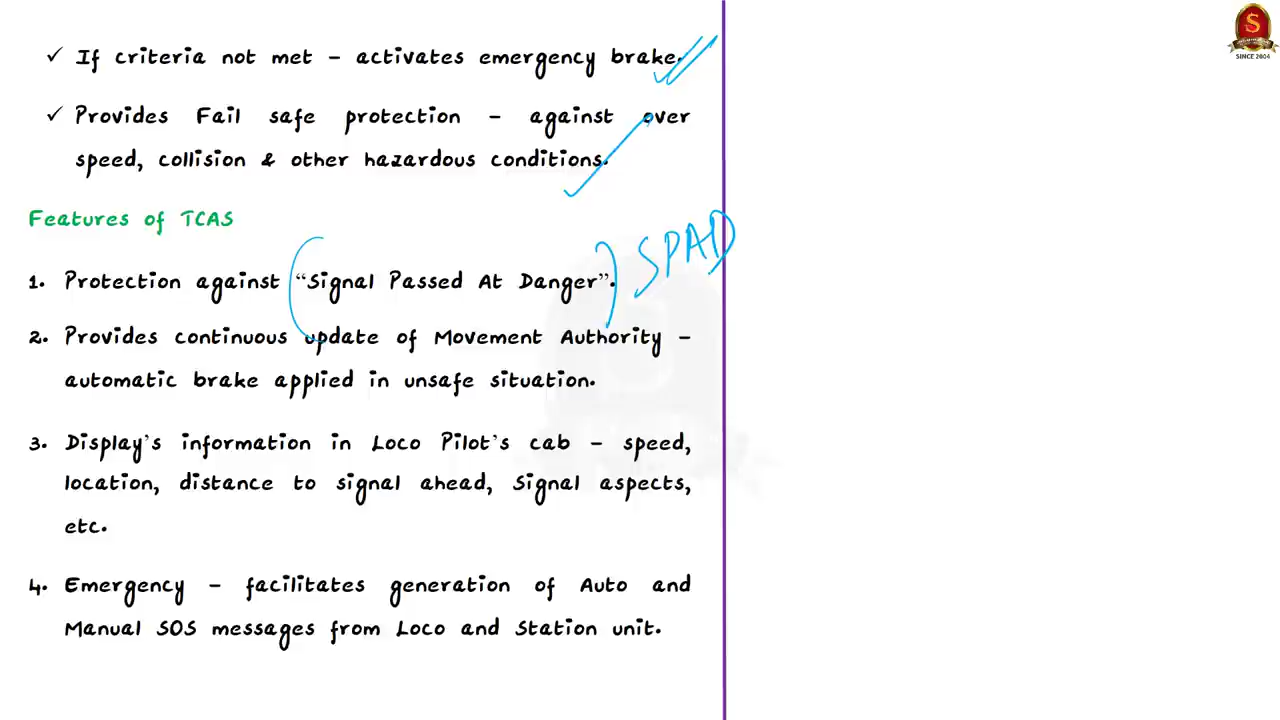 ✓ If criteria not met – activates emergency brake.
✓ Provides Fail safe protection – against over
speed, collision & other hazardous conditions.
Features of TCAS
1. Protection against “Signal Passed At Danger”.
SPAD
2. Provides continuous update of Movement Authority –
automatic brake applied in unsafe situation.
3. Display's information in Loco Pilot's cab – speed,
location, distance to signal ahead, Signal aspects,
etc.
4. Emergency – facilitates generation of Auto and
Manual SOS messages from Loco and Station unit.
S
SINCE 2004